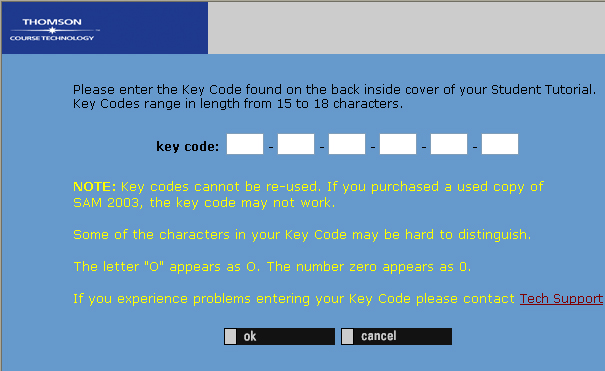 THOMSON
COURSE TECHNOLOGY
Please enter the Key Code found on the back inside cover of your Student Tutorial.
Key Codes range in length from 15 to 18 characters.
key code: - - - - -
NOTE: Key codes cannot be re-used. If you purchased a used copy of
SAM 2003, the key code may not work.
Some of the characters in your Key Code may be hard to distinguish.
The letter "O" appears as O. The number zero appears as 0.
If you experience problems entering your Key Code please contact Tech Support
ok cancel